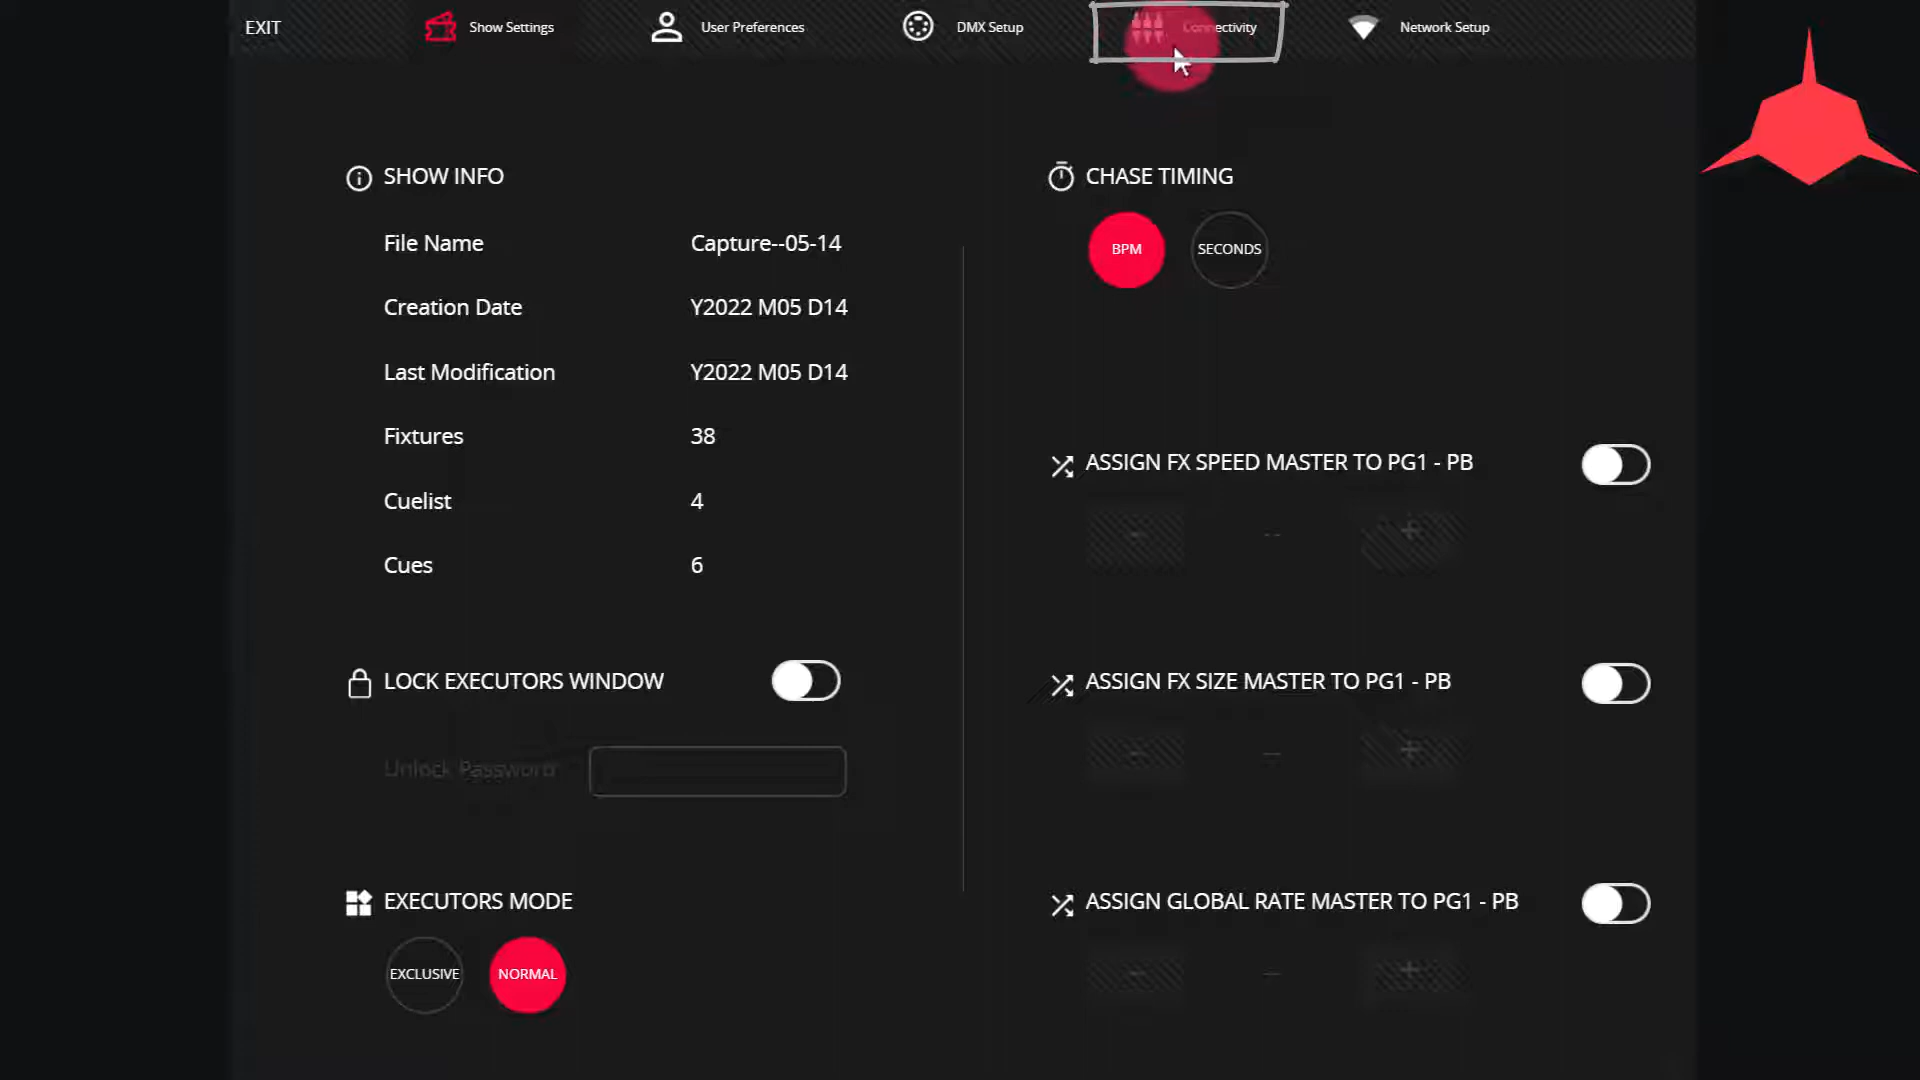 EXIT
Show Settings
User Preferences
DMX Setup
Connectivity
Network Setup
SHOW INFO
File Name Capture--05-14
Creation Date Y2022 M05 D14
Last Modification Y2022 M05 D14
Fixtures 38
Cuelist 4
Cues 6
LOCK EXECUTORS WINDOW
Unlock Password
EXECUTORS MODE
EXCLUSIVE NORMAL
CHASE TIMING
BPM SECONDS
ASSIGN FX SPEED MASTER TO PG1 - PB
- -- +
ASSIGN FX SIZE MASTER TO PG1 - PB
- -- +
ASSIGN GLOBAL RATE MASTER TO PG1 - PB
- -- +